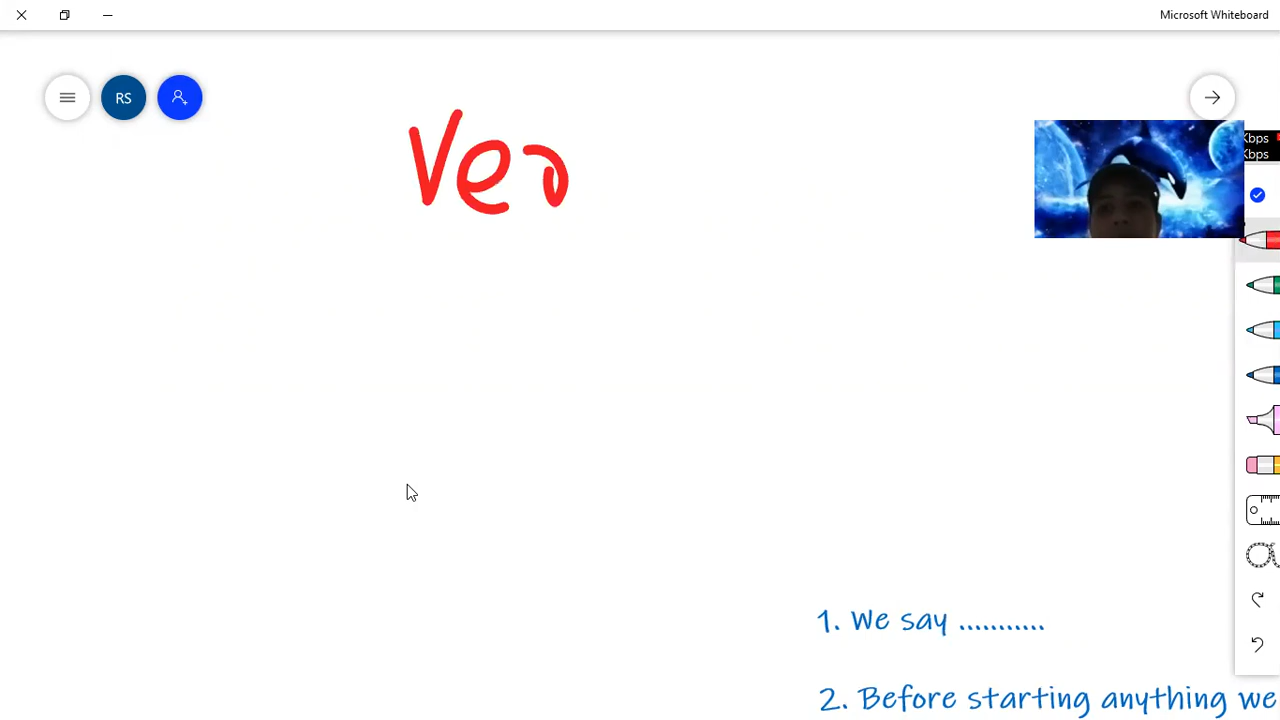 Microsoft Whiteboard
RS
Ve
Kbps
Kbps
1. We say ...........
2. Before starting anything we